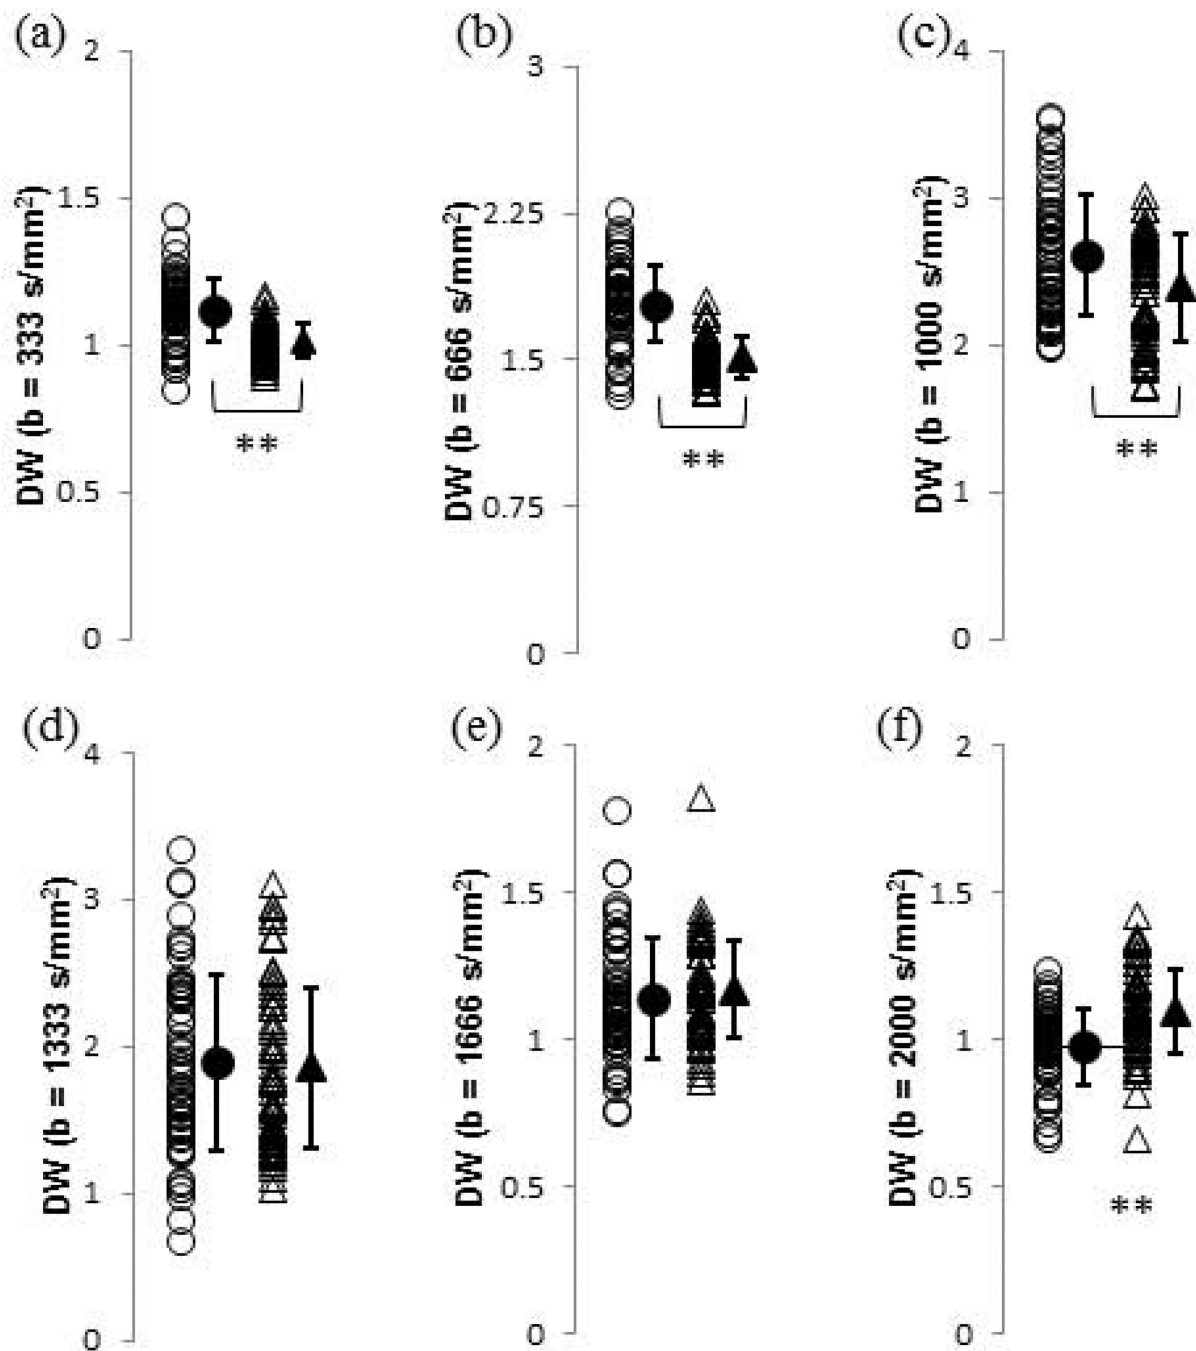 (a)
2
1.5
1
0.5
0
DW (b = 333 s/mm²)
**
(b)
3
2.25
1.5
0.75
0
DW (b = 666 s/mm²)
**
(c)
4
3
2
1
0
DW (b = 1000 s/mm²)
**
(d)
4
3
2
1
0
DW (b = 1333 s/mm²)
(e)
2
1.5
1
0.5
0
DW (b = 1666 s/mm²)
(f)
2
1.5
1
0.5
0
DW (b = 2000 s/mm²)
**